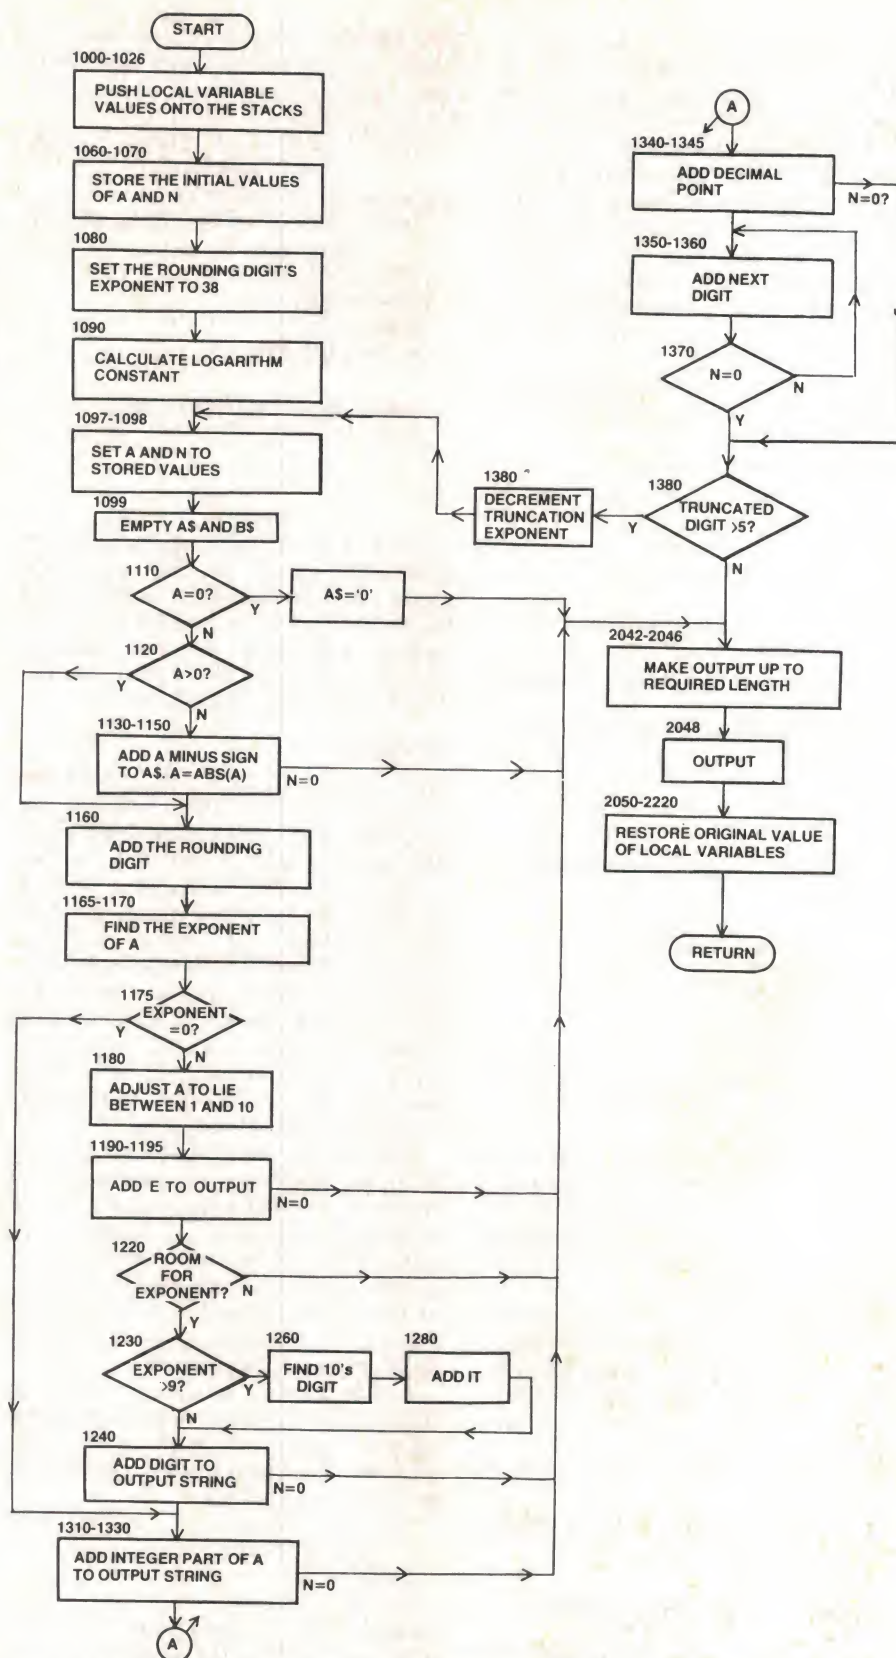 START
1000-1026
PUSH LOCAL VARIABLE
VALUES ONTO THE STACKS
1060-1070
STORE THE INITIAL VALUES
OF A AND N
1080
SET THE ROUNDING DIGIT'S
EXPONENT TO 38
1090
CALCULATE LOGARITHM
CONSTANT
1097-1098
SET A AND N TO
STORED VALUES
1099
EMPTY A$ AND B$
1110
A=0?
Y
A$='0'
N
1120
A>0?
Y
N
1130-1150
ADD A MINUS SIGN
TO A$. A=ABS(A)
N=0
1160
ADD THE ROUNDING
DIGIT
1165-1170
FIND THE EXPONENT
OF A
1175
EXPONENT
=0?
Y
N
1180
ADJUST A TO LIE
BETWEEN 1 AND 10
1190-1195
ADD E TO OUTPUT
N=0
1220
ROOM
FOR
EXPONENT?
N
Y
1230
EXPONENT
>9?
Y
1260
FIND 10's
DIGIT
1280
ADD IT
N
1240
ADD DIGIT TO
OUTPUT STRING
N=0
1310-1330
ADD INTEGER PART OF A
TO OUTPUT STRING
N=0
A
A
1340-1345
ADD DECIMAL
POINT
N=0?
1350-1360
ADD NEXT
DIGIT
1370
N=0
N
Y
1380
TRUNCATED
DIGIT >5?
Y
1380
DECREMENT
TRUNCATION
EXPONENT
N
2042-2046
MAKE OUTPUT UP TO
REQUIRED LENGTH
2048
OUTPUT
2050-2220
RESTORE ORIGINAL VALUE
OF LOCAL VARIABLES
RETURN